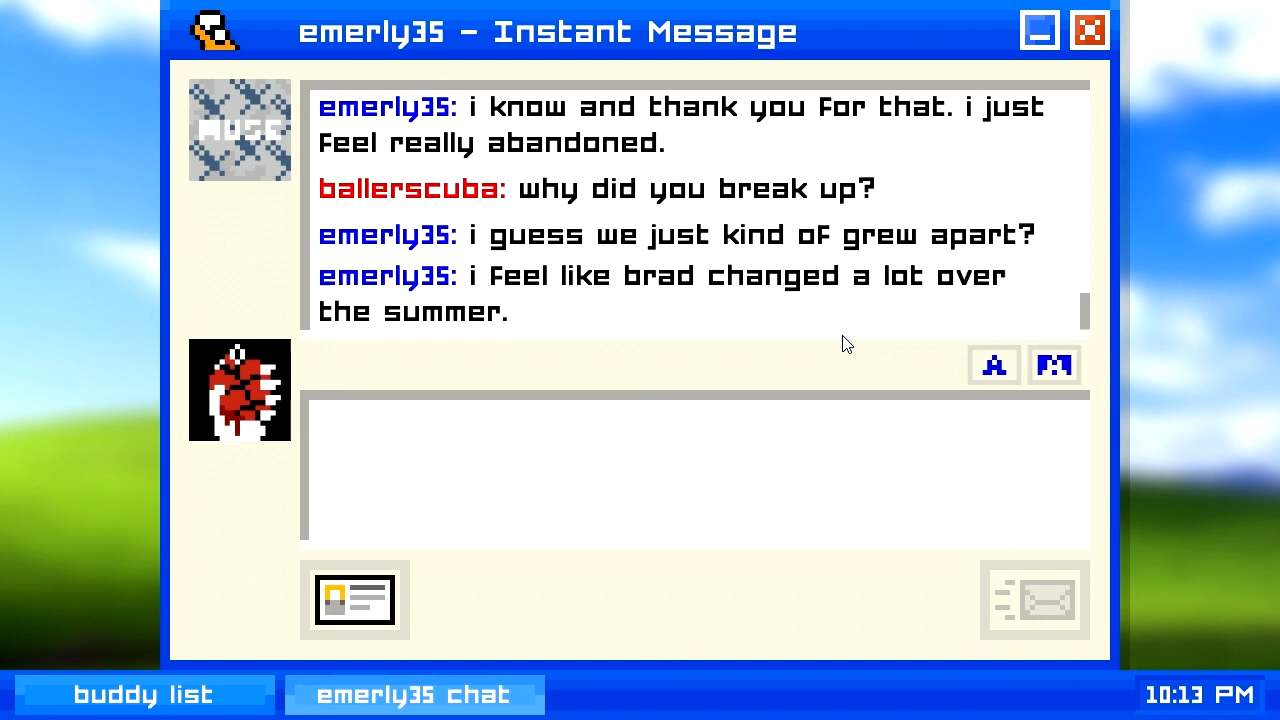 emerly35 - Instant Message
MUSE
emerly35: i know and thank you for that. i just
feel really abandoned.
ballerscuba: why did you break up?
emerly35: i guess we just kind of grew apart?
emerly35: i feel like brad changed a lot over
the summer.
A
buddy list
emerly35 chat
10:13 PM